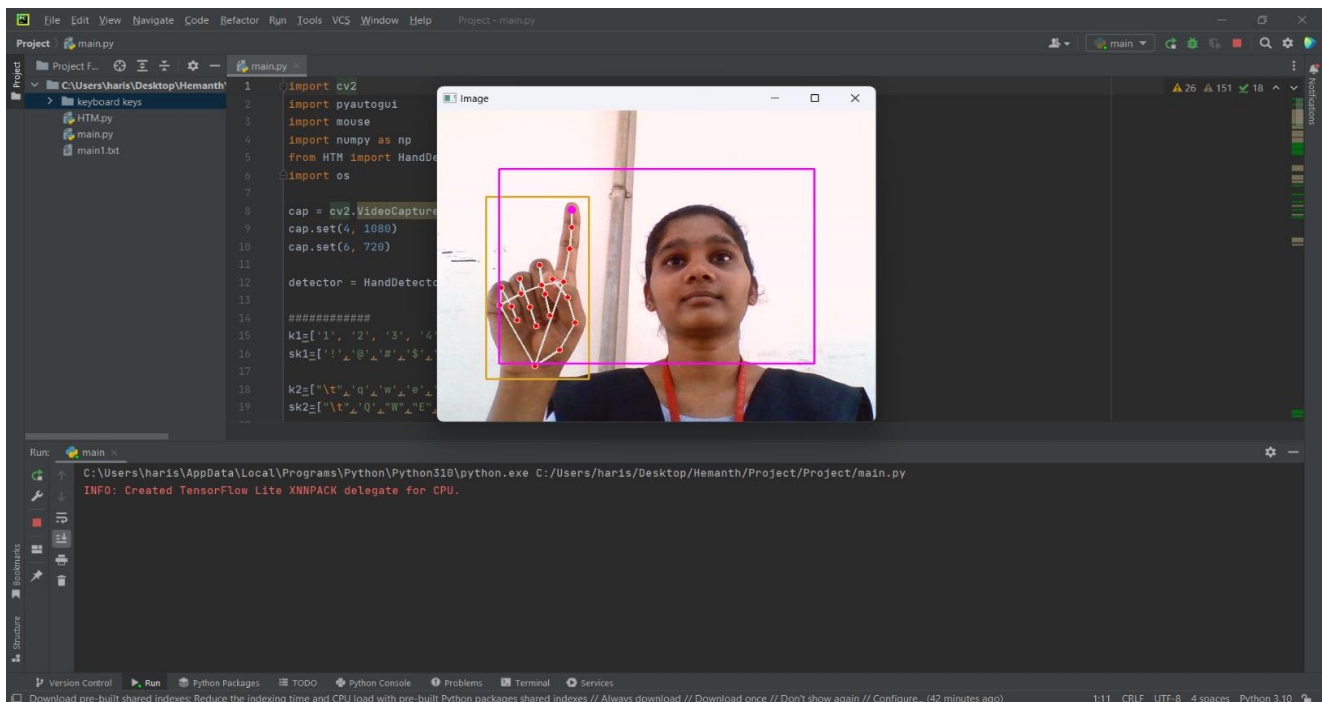 File Edit View Navigate Code Refactor Run Tools VCS Window Help Project - main.py
Project main.py
main
Project F... main.py
C:\Users\haris\Desktop\Hemanth'
keyboard keys
HTM.py
main.py
main1.txt
1 import cv2
2 import pyautogui
3 import mouse
4 import numpy as np
5 from HTM import HandDe
6 import os
7
8 cap = cv2.VideoCapture
9 cap.set(4, 1080)
10 cap.set(6, 720)
11
12 detector = HandDetecto
13
14 ############
15 k1=['1', '2', '3', '4'
16 sk1=['!','@','#','$',
17
18 k2=["\t",'q','w','e',
19 sk2=["\t",'Q',"W","E",
26 151 18
Image
Project
Notifications
Run: main
C:\Users\haris\AppData\Local\Programs\Python\Python310\python.exe C:/Users/haris/Desktop/Hemanth/Project/Project/main.py
INFO: Created TensorFlow Lite XNNPACK delegate for CPU.
Bookmarks
Structure
Version Control Run Python Packages TODO Python Console Problems Terminal Services
Download pre-built shared indexes: Reduce the indexing time and CPU load with pre-built Python packages shared indexes // Always download // Download once // Don't show again // Configure... (42 minutes ago) 1:11 CRLF UTF-8 4 spaces Python 3.10